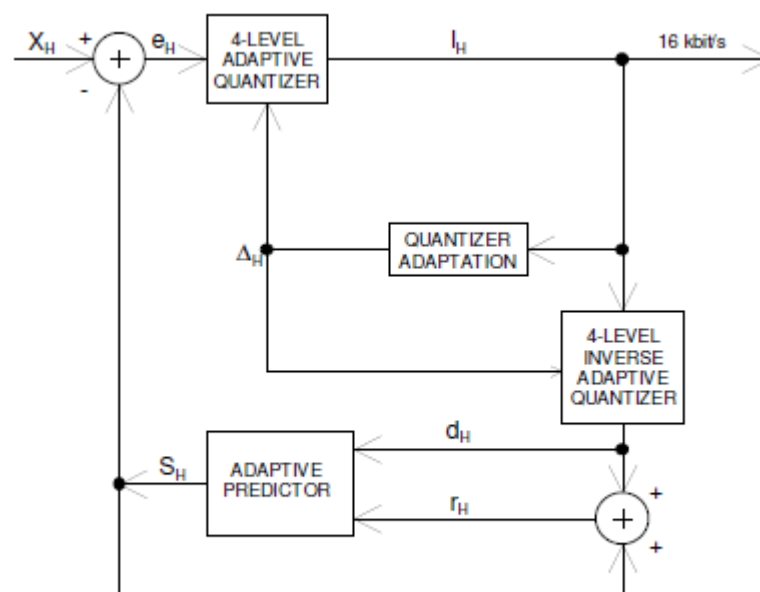 X_H
+
e_H
4-LEVEL
ADAPTIVE
QUANTIZER
I_H
16 kbit/s
+
-
QUANTIZER
ADAPTATION
Δ_H
4-LEVEL
INVERSE
ADAPTIVE
QUANTIZER
d_H
S_H
ADAPTIVE
PREDICTOR
r_H
+
+
+